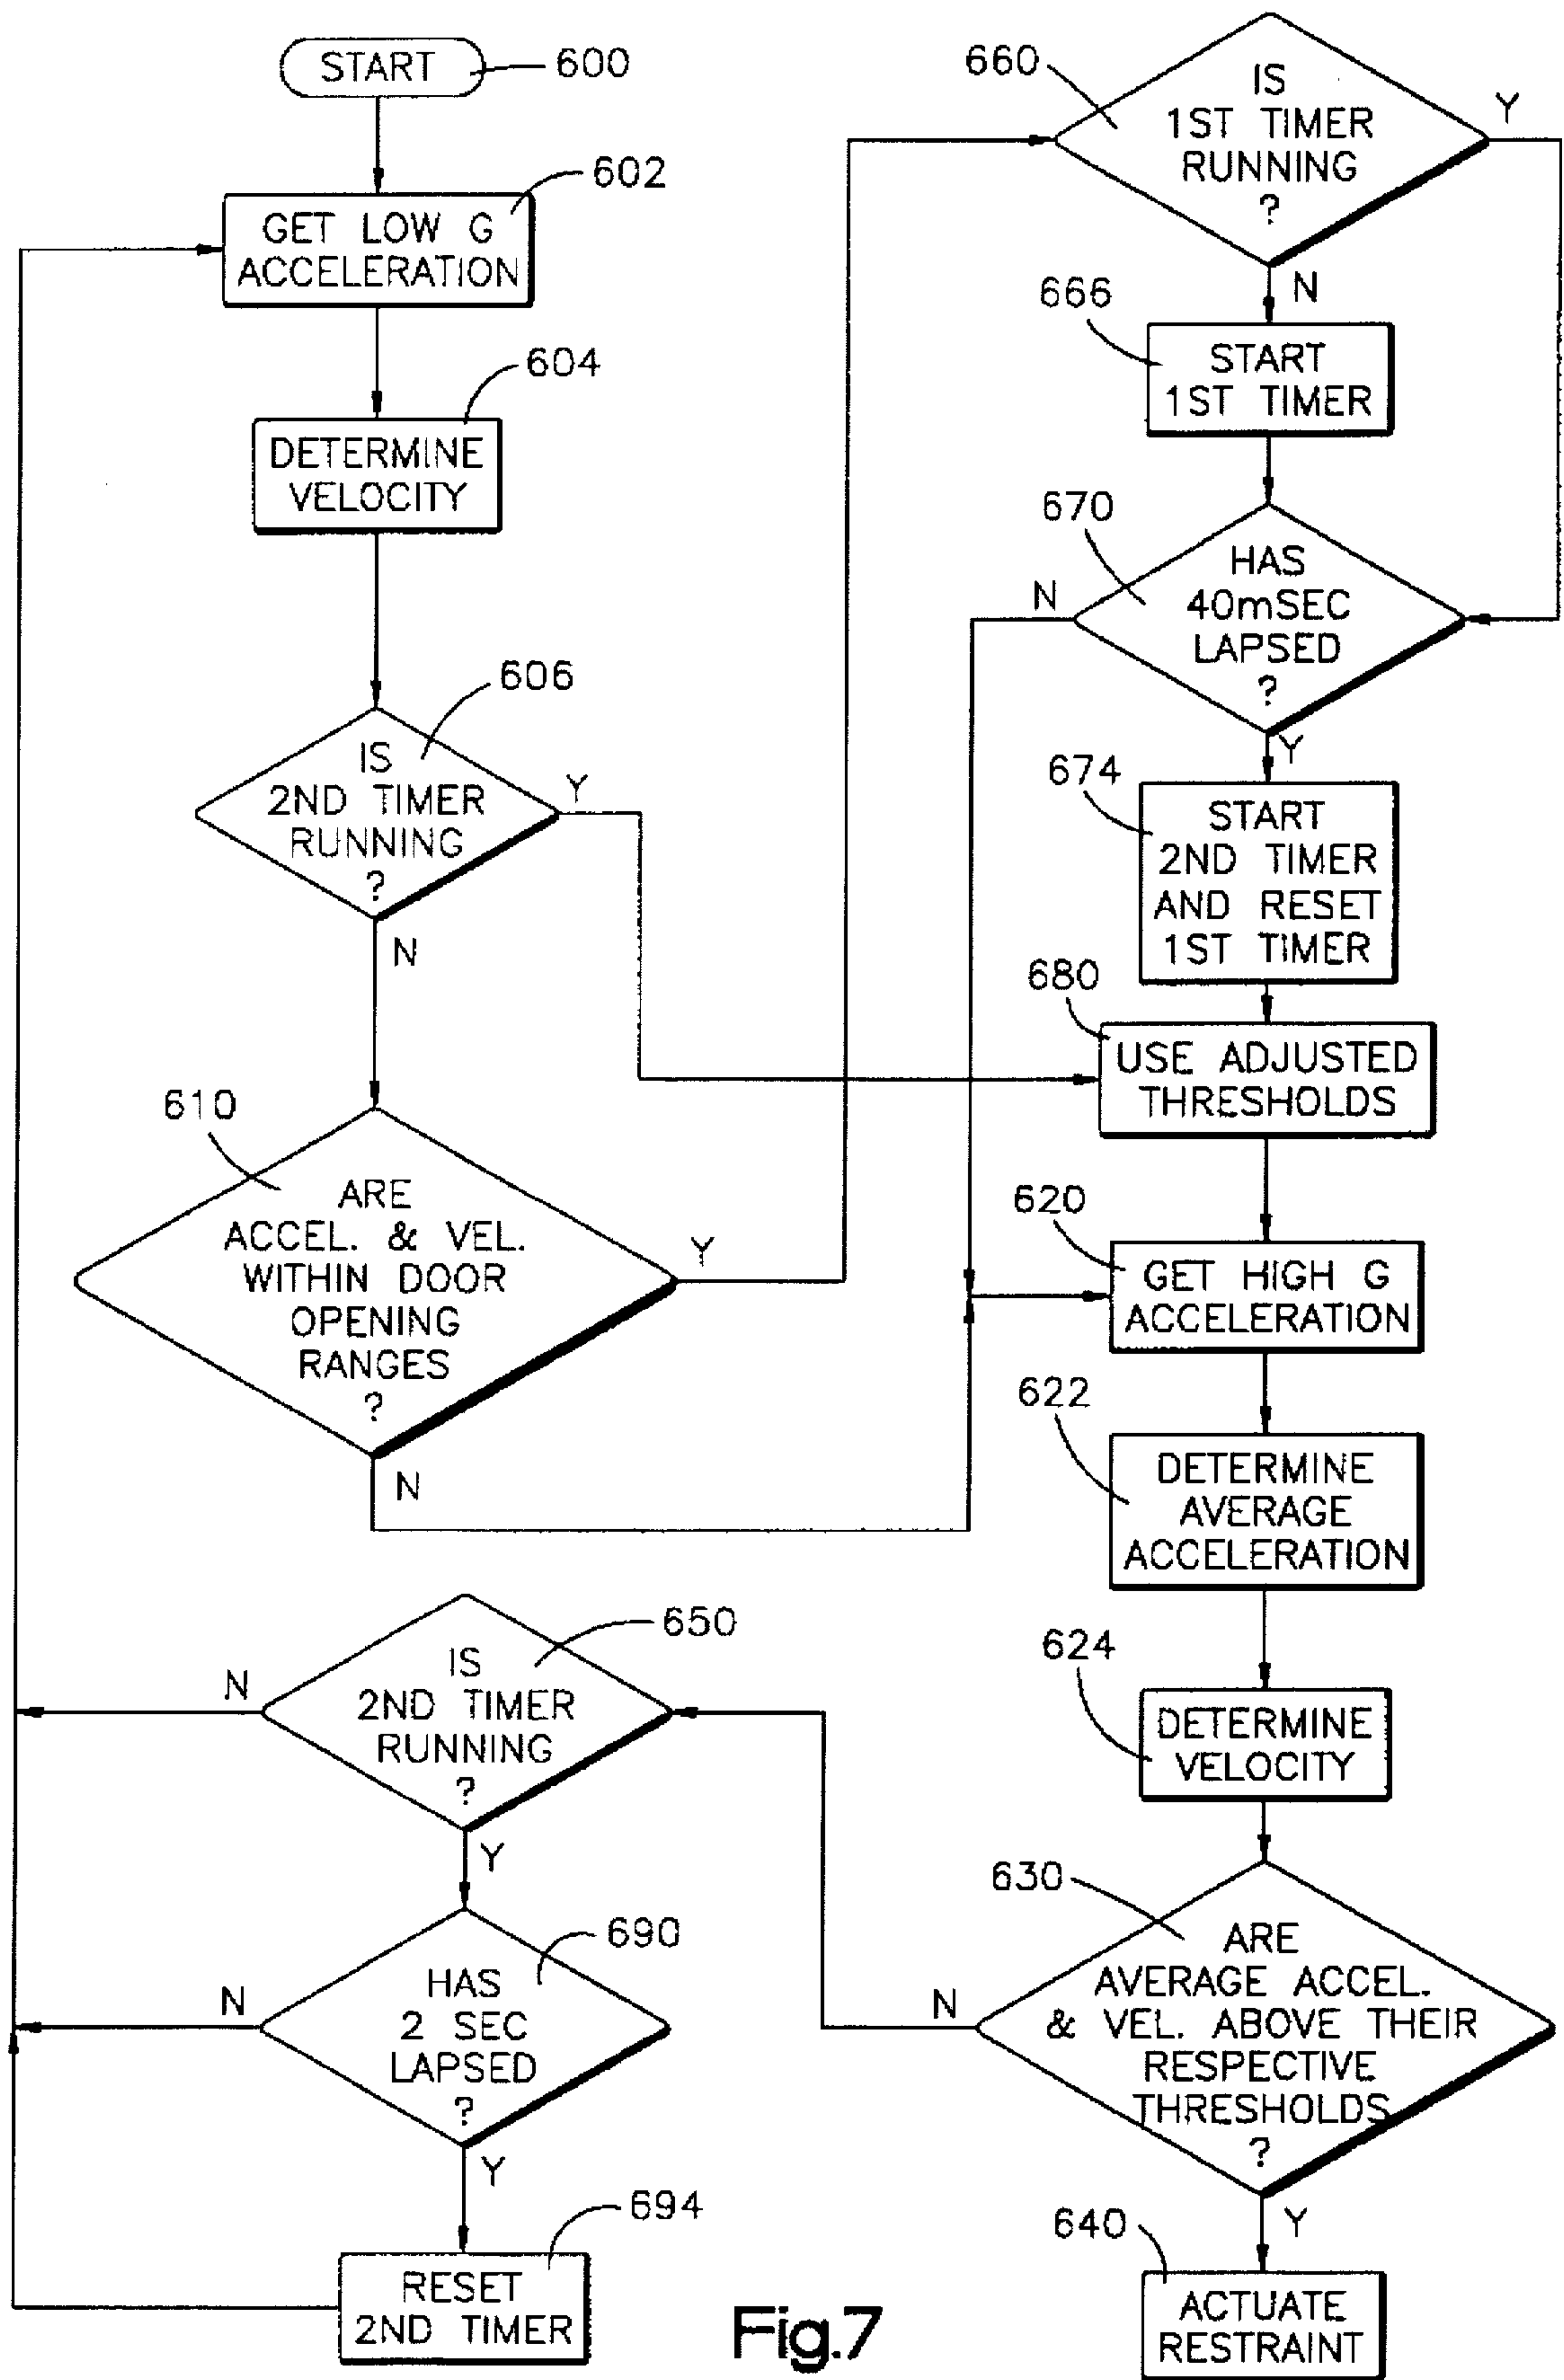 START
600
602
GET LOW G
ACCELERATION
604
DETERMINE
VELOCITY
606
IS
2ND TIMER
RUNNING
?
Y
N
610
ARE
ACCEL. & VEL.
WITHIN DOOR
OPENING
RANGES
?
Y
N
660
IS
1ST TIMER
RUNNING
?
Y
N
666
START
1ST TIMER
670
HAS
40mSEC
LAPSED
?
N
Y
674
START
2ND TIMER
AND RESET
1ST TIMER
680
USE ADJUSTED
THRESHOLDS
620
GET HIGH G
ACCELERATION
622
DETERMINE
AVERAGE
ACCELERATION
624
DETERMINE
VELOCITY
630
ARE
AVERAGE ACCEL.
& VEL. ABOVE THEIR
RESPECTIVE
THRESHOLDS
?
N
Y
640
ACTUATE
RESTRAINT
650
IS
2ND TIMER
RUNNING
?
N
Y
690
HAS
2 SEC
LAPSED
?
N
Y
694
RESET
2ND TIMER
Fig.7